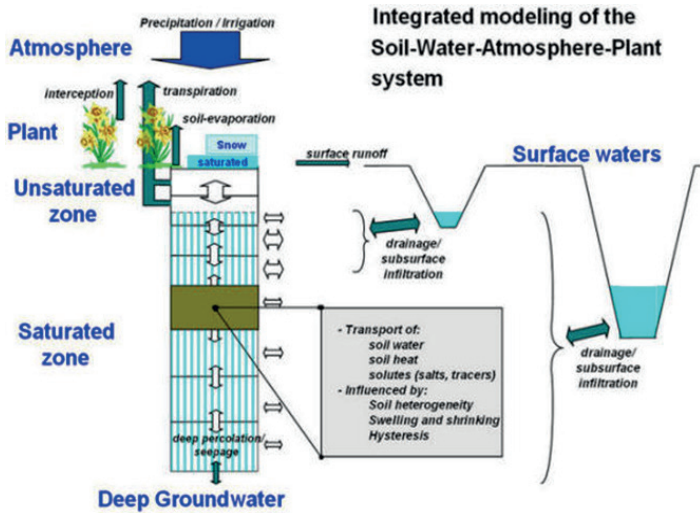 Integrated modeling of the
Soil-Water-Atmosphere-Plant
system
Precipitation / Irrigation
Atmosphere
interception
transpiration
soil-evaporation
Plant
Snow
saturated
surface runoff
Surface waters
Unsaturated
zone
drainage/
subsurface
infiltration
Saturated
zone
- Transport of:
soil water
soil heat
solutes (salts, tracers)
- Influenced by:
Soil heterogeneity
Swelling and shrinking
Hysteresis
drainage/
subsurface
infiltration
deep percolation/
seepage
Deep Groundwater